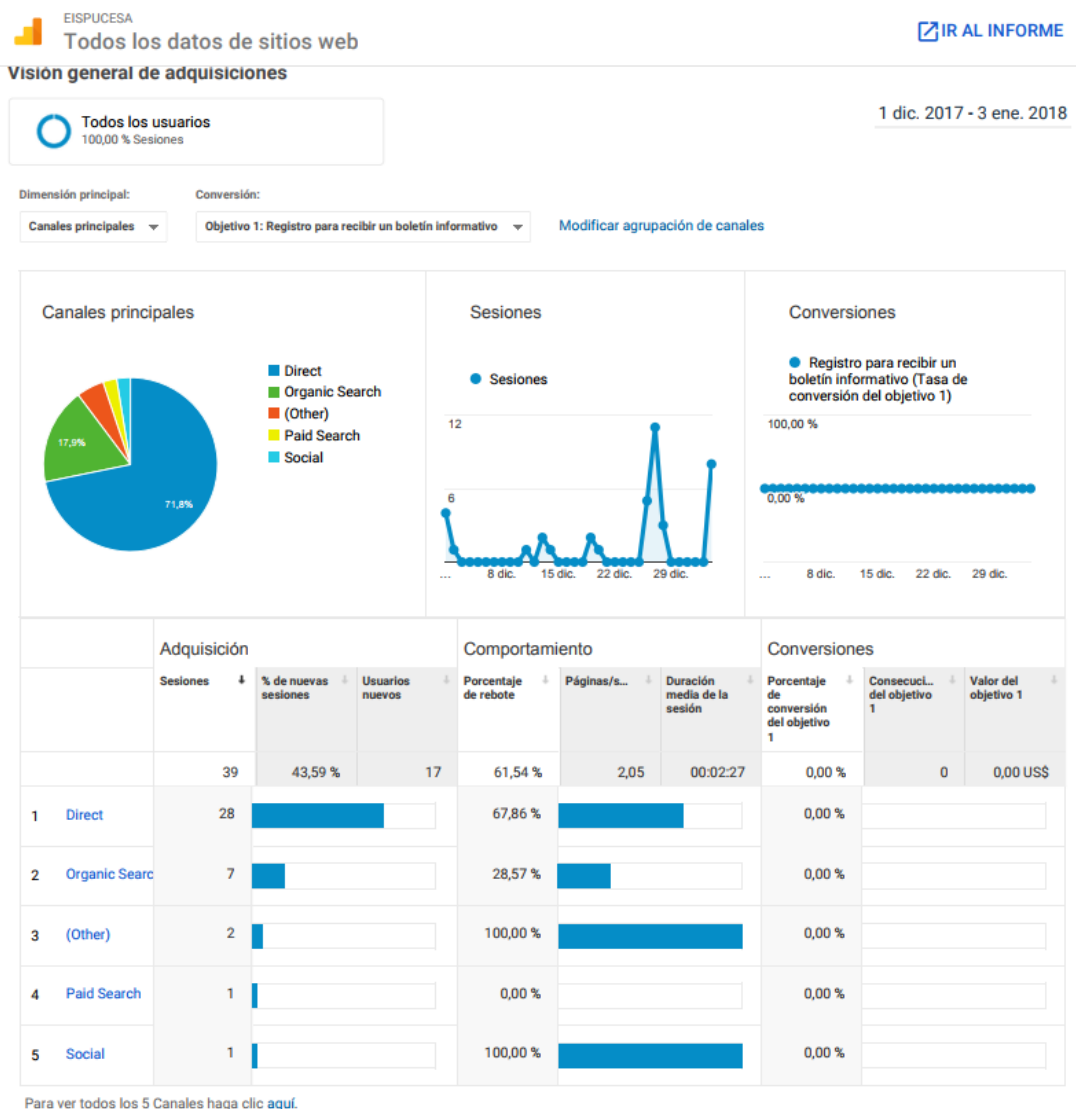 EISPUCESA
Todos los datos de sitios web
IR AL INFORME
Visión general de adquisiciones
Todos los usuarios
100,00 % Sesiones
1 dic. 2017 - 3 ene. 2018
Dimensión principal:
Conversión:
Canales principales
Objetivo 1: Registro para recibir un boletín informativo
Modificar agrupación de canales
Canales principales
17,9%
71,8%
Direct
Organic Search
(Other)
Paid Search
Social
Sesiones
Sesiones
12
6
...
8 dic.
15 dic.
22 dic.
29 dic.
Conversiones
Registro para recibir un
boletín informativo (Tasa de
conversión del objetivo 1)
100,00 %
0,00 %
...
8 dic.
15 dic.
22 dic.
29 dic.
Adquisición
Comportamiento
Conversiones
Sesiones
% de nuevas
sesiones
Usuarios
nuevos
Porcentaje
de rebote
Páginas/s...
Duración
media de la
sesión
Porcentaje
de
conversión
del objetivo
1
Consecuci...
del objetivo
1
Valor del
objetivo 1
39 43,59 % 17 61,54 % 2,05 00:02:27 0,00 % 0 0,00 US$
1 Direct 28 67,86 % 0,00 %
2 Organic Searc 7 28,57 % 0,00 %
3 (Other) 2 100,00 % 0,00 %
4 Paid Search 1 0,00 % 0,00 %
5 Social 1 100,00 % 0,00 %
Para ver todos los 5 Canales haga clic aquí.